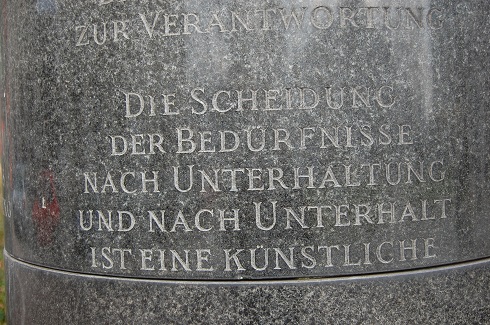 ZUR VERANTWORTUNG
DIE SCHEIDUNG
DER BEDÜRFNISSE
NACH UNTERHALTUNG
UND NACH UNTERHALT
IST EINE KÜNSTLICHE